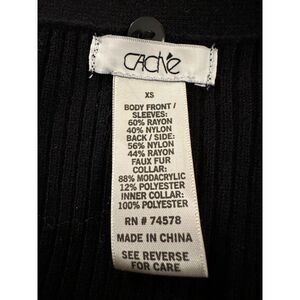 CACHé
XS
BODY FRONT /
SLEEVES:
60% RAYON
40% NYLON
BACK / SIDE:
56% NYLON
44% RAYON
FAUX FUR
COLLAR:
88% MODACRYLIC
12% POLYESTER
INNER COLLAR:
100% POLYESTER
RN # 74578
MADE IN CHINA
SEE REVERSE
FOR CARE